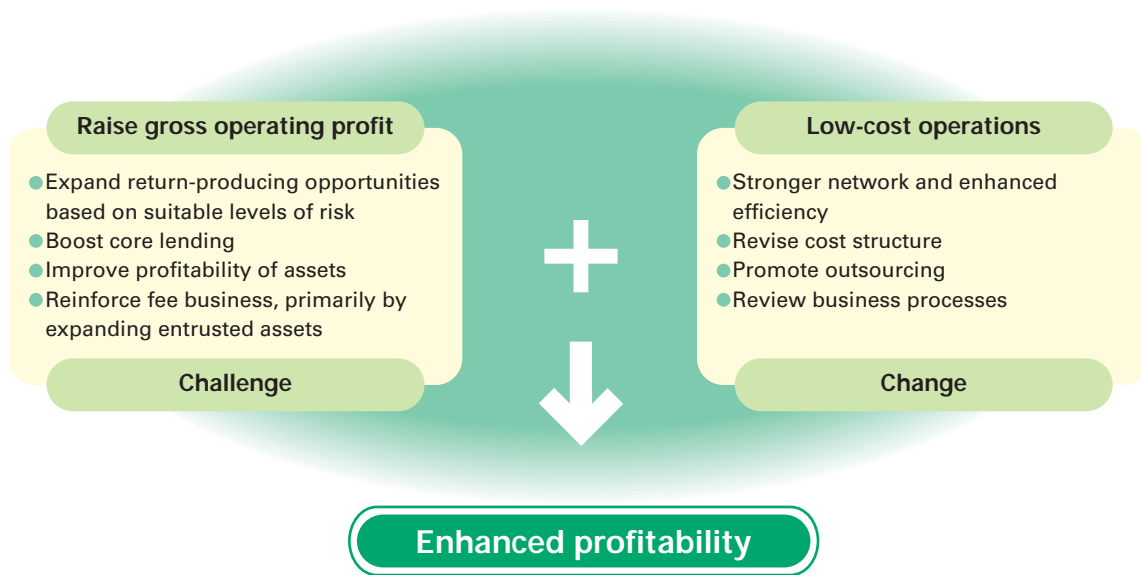 Raise gross operating profit
●Expand return-producing opportunities
based on suitable levels of risk
●Boost core lending
●Improve profitability of assets
●Reinforce fee business, primarily by
expanding entrusted assets
Challenge
+
Low-cost operations
●Stronger network and enhanced
efficiency
●Revise cost structure
●Promote outsourcing
●Review business processes
Change
Enhanced profitability